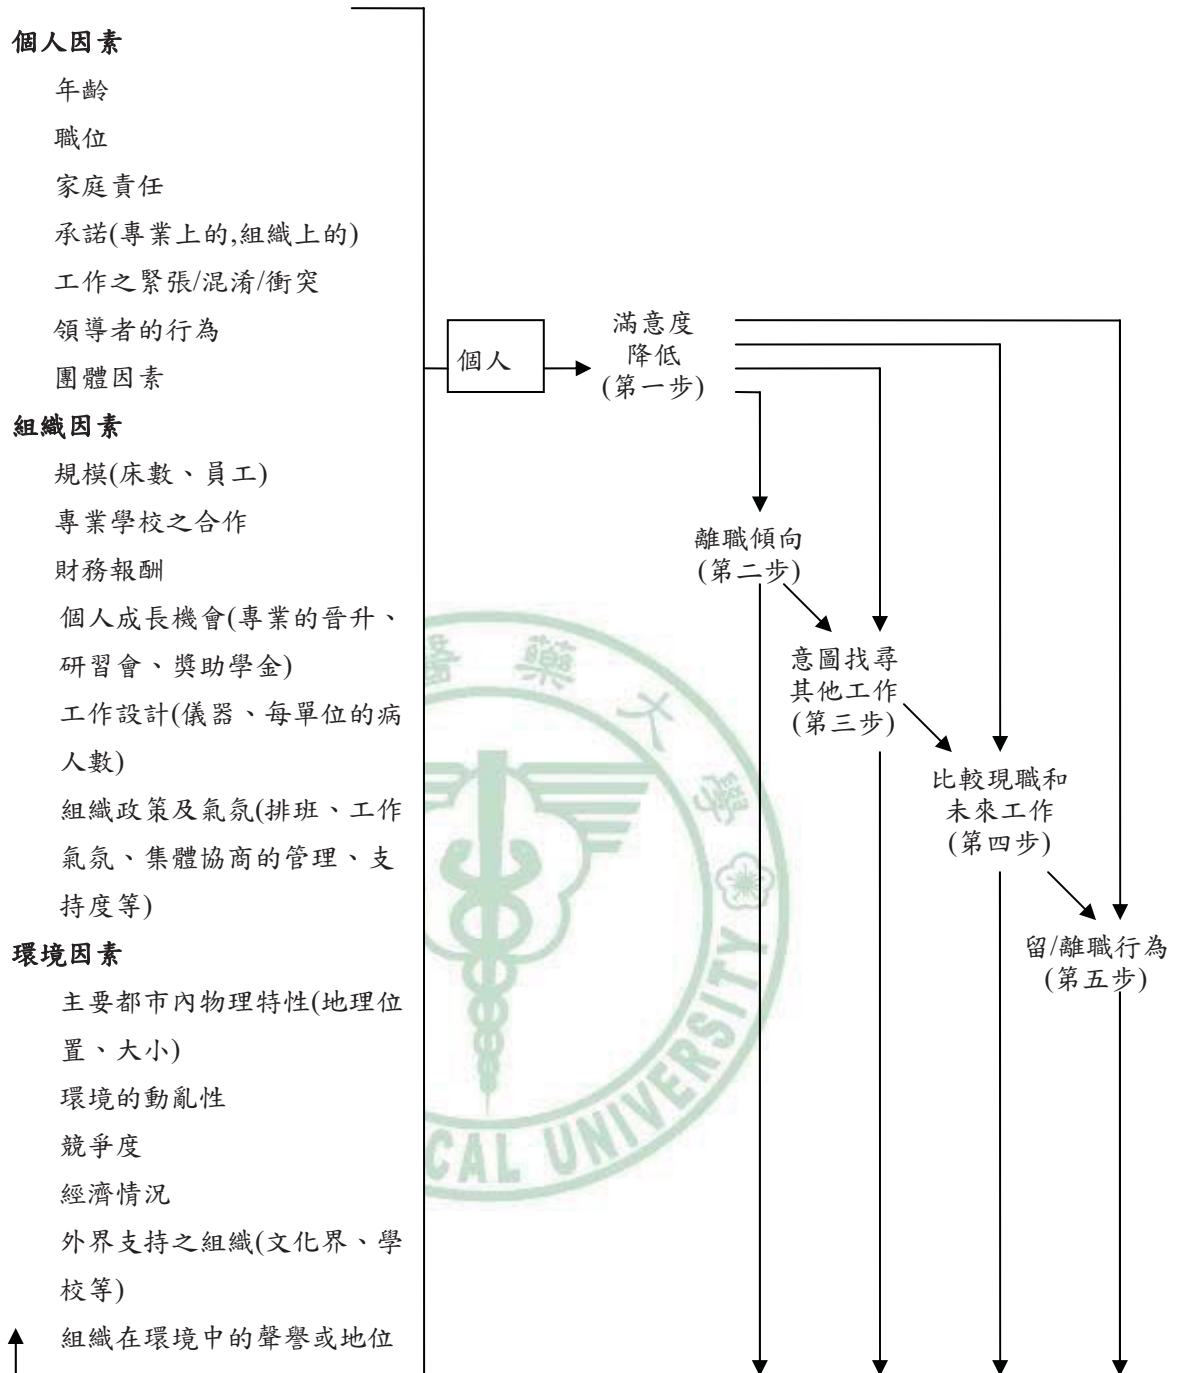 個人因素
年齡
職位
家庭責任
承諾(專業上的,組織上的)
工作之緊張/混淆/衝突
領導者的行為
團體因素
組織因素
規模(床數、員工)
專業學校之合作
財務報酬
個人成長機會(專業的晉升、
研習會、獎助學金)
工作設計(儀器、每單位的病
人數)
組織政策及氣氛(排班、工作
氣氛、集體協商的管理、支
持度等)
環境因素
主要都市內物理特性(地理位
置、大小)
環境的動亂性
競爭度
經濟情況
外界支持之組織(文化界、學
校等)
組織在環境中的聲譽或地位
個人
滿意度
降低
(第一步)
離職傾向
(第二步)
意圖找尋
其他工作
(第三步)
比較現職和
未來工作
(第四步)
留/離職行為
(第五步)
醫藥大學
CAL UNIVERSITY